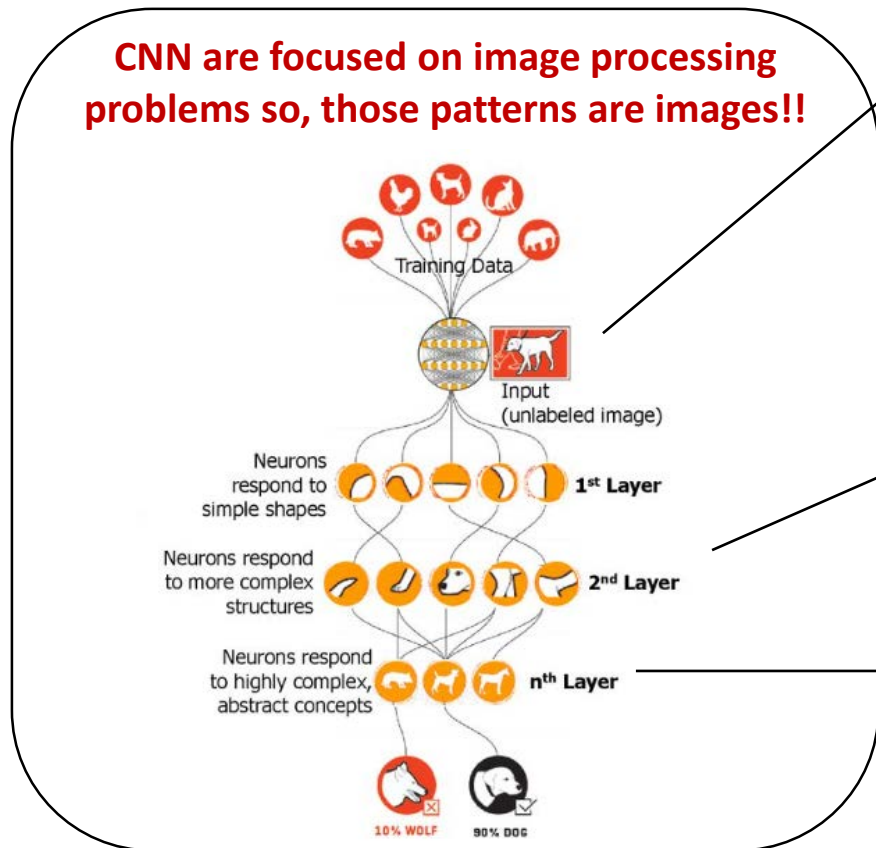 CNN are focused on image processing
problems so, those patterns are images!!
Training Data
Input
(unlabeled image)
Neurons
respond to
simple shapes
1st Layer
Neurons respond
to more complex
structures
2nd Layer
Neurons respond
to highly complex,
abstract concepts
nth Layer
10% WOLF
90% DOG